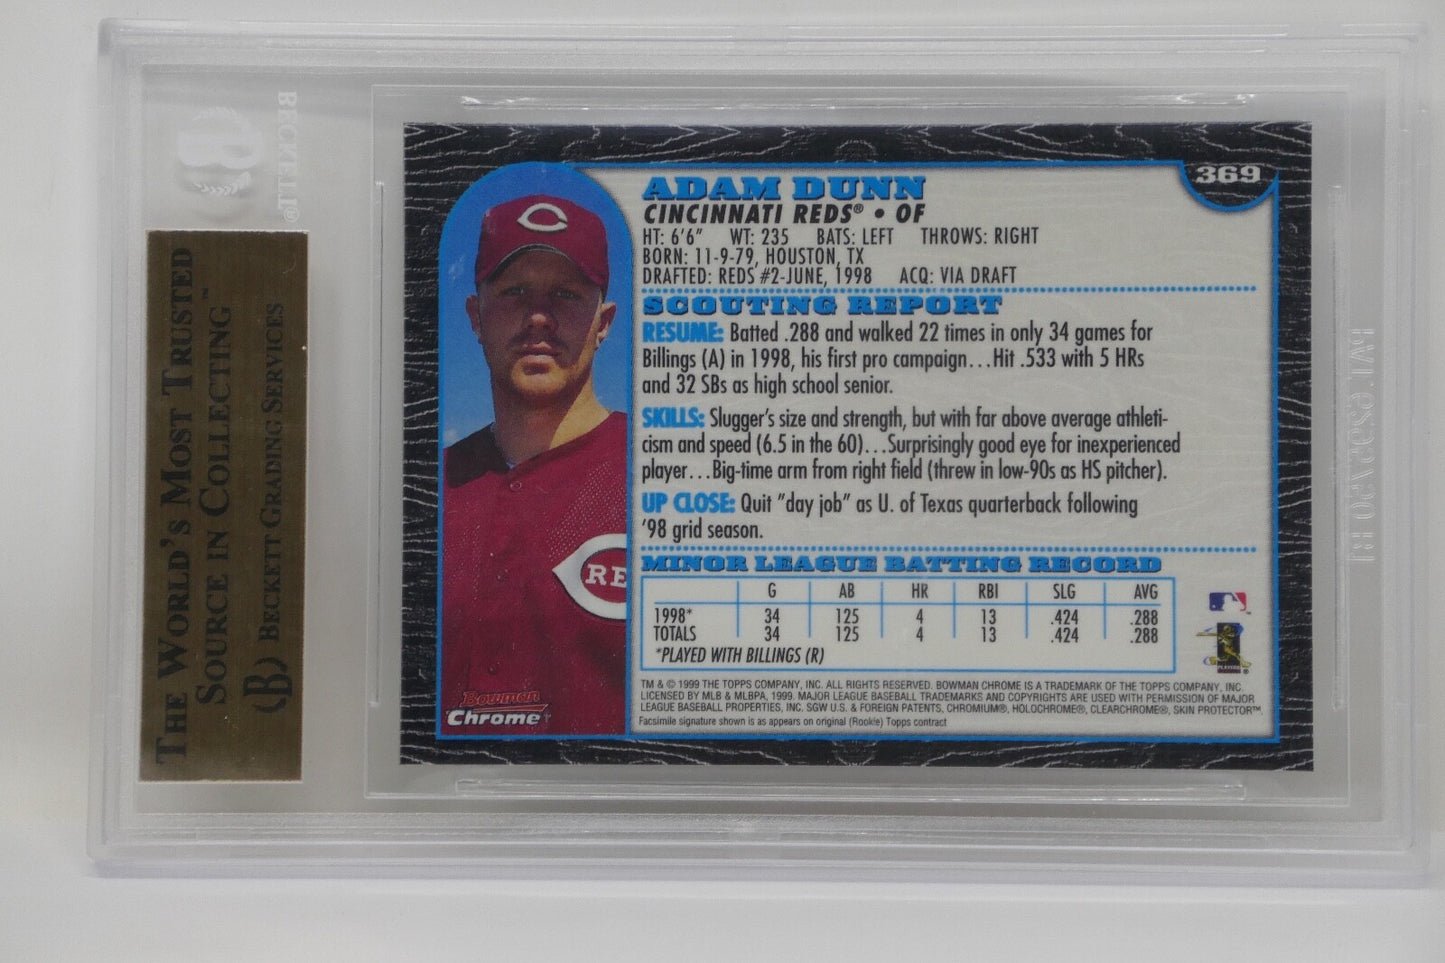 THE WORLD'S MOST TRUSTED
SOURCE IN COLLECTING™
BECKETT GRADING SERVICES
BECKETT®
369
ADAM DUNN
CINCINNATI REDS® • OF
HT: 6'6" WT: 235 BATS: LEFT THROWS: RIGHT
BORN: 11-9-79, HOUSTON, TX
DRAFTED: REDS #2-JUNE, 1998 ACQ: VIA DRAFT
SCOUTING REPORT
RESUME: Batted .288 and walked 22 times in only 34 games for
Billings (A) in 1998, his first pro campaign...Hit .533 with 5 HRs
and 32 SBs as high school senior.
SKILLS: Slugger's size and strength, but with far above average athleti-
cism and speed (6.5 in the 60)...Surprisingly good eye for inexperienced
player...Big-time arm from right field (threw in low-90s as HS pitcher).
UP CLOSE: Quit "day job" as U. of Texas quarterback following
'98 grid season.
MINOR LEAGUE BATTING RECORD
G AB HR RBI SLG AVG
1998* 34 125 4 13 .424 .288
TOTALS 34 125 4 13 .424 .288
*PLAYED WITH BILLINGS (R)
TM & © 1999 THE TOPPS COMPANY, INC. ALL RIGHTS RESERVED. BOWMAN CHROME IS A TRADEMARK OF THE TOPPS COMPANY, INC.
LICENSED BY MLB & MLBPA, 1999. MAJOR LEAGUE BASEBALL TRADEMARKS AND COPYRIGHTS ARE USED WITH PERMISSION OF MAJOR
LEAGUE BASEBALL PROPERTIES, INC. SGW U.S. & FOREIGN PATENTS, CHROMIUM®, HOLOCHROME®, CLEARCHROME®, SKIN PROTECTOR™.
Facsimile signature shown is as appears on original (Rookie) Topps contract
RE
Bowman
Chrome